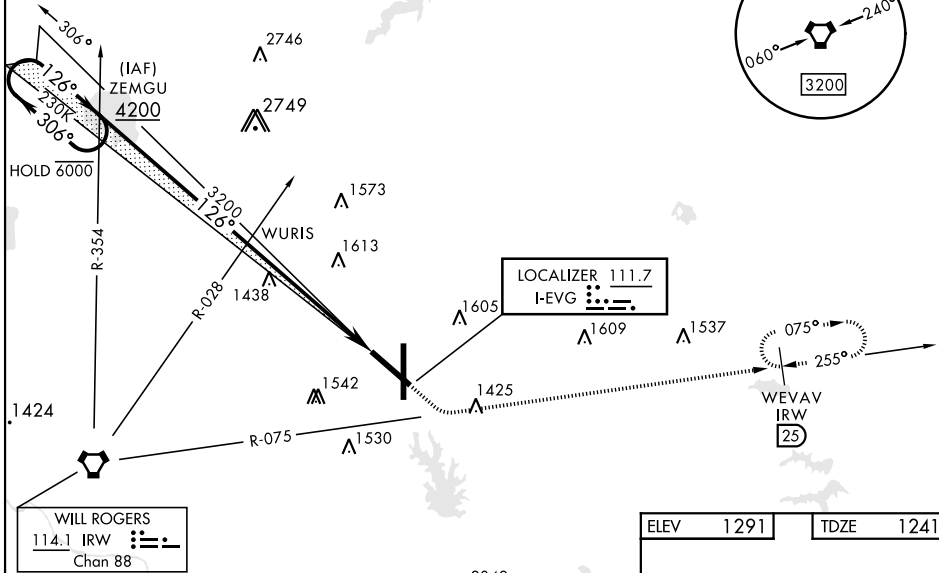 306°
2746
240°
060°
3200
(IAF)
ZEMGU
4200
126°
230K
306°
2749
HOLD 6000
1573
3200
126°
WURIS
1613
R-354
R-028
1438
LOCALIZER 111.7
I-EVG
1605
1609
1537
075°
255°
1542
1425
WEVAV
IRW
25
1424
R-075
1530
WILL ROGERS
114.1 IRW
Chan 88
ELEV 1291
TDZE 1241